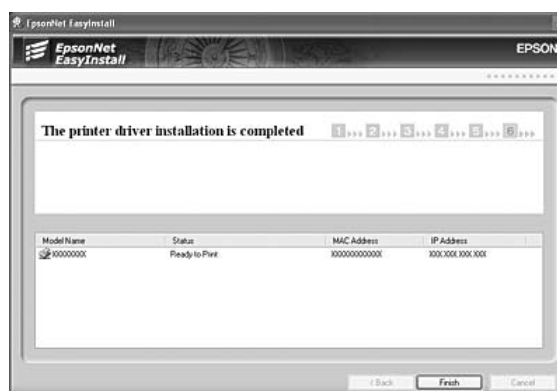 EpsonNet EasyInstall
EpsonNet
EasyInstall
EPSON
The printer driver installation is completed
1 2 3 4 5 6
Model Name Status MAC Address IP Address
XXXXXXXX Ready to Print XXXXXXXXXXXX XXX.XXX.XXX.XXX
< Back Finish Cancel